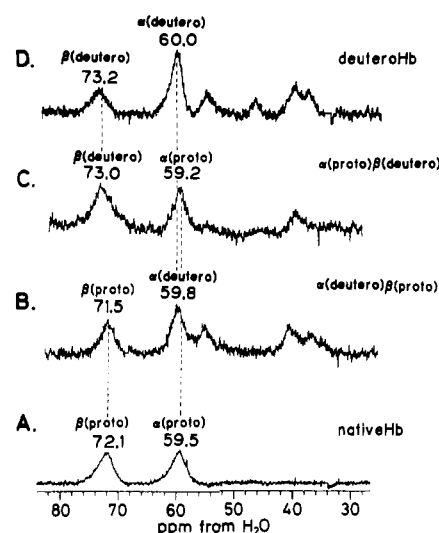 α(deutero)
D. β(deutero) 60.0 deuteroHb
73.2
β(deutero) α(proto) α(proto)β(deutero)
C. 73.0 59.2
α(deutero) α(deutero)β(proto)
B. β(proto) 59.8
71.5
A. β(proto) α(proto) nativeHb
72.1 59.5
80 70 60 50 40 30
ppm from H₂O